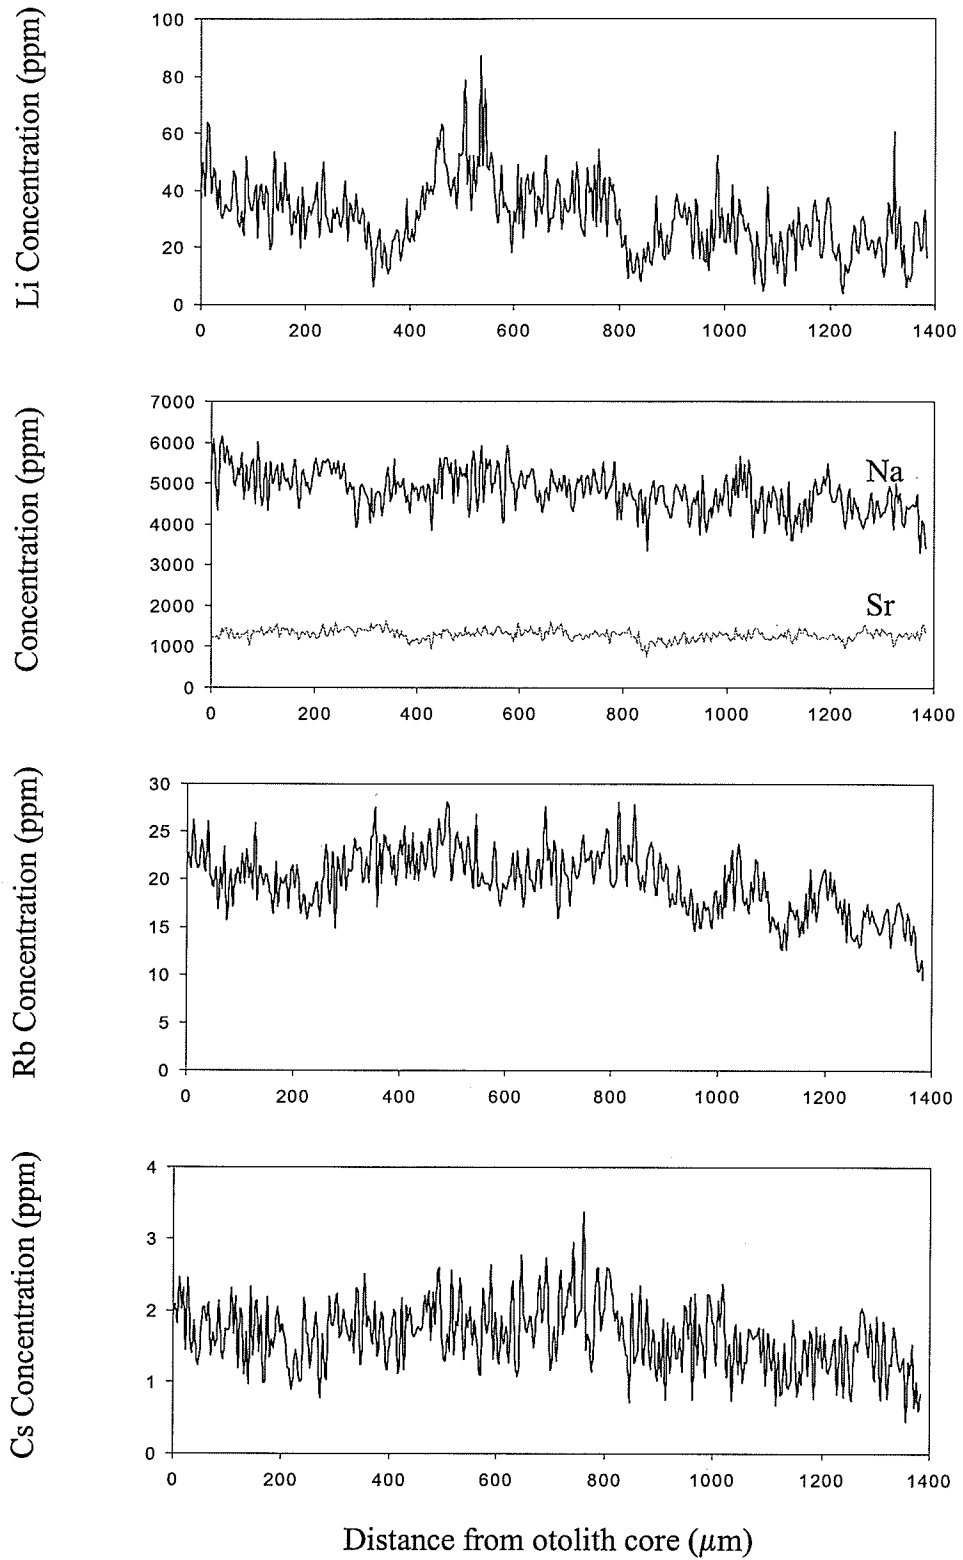 Li Concentration (ppm)
100
80
60
40
20
0
0 200 400 600 800 1000 1200 1400
Concentration (ppm)
7000
6000
5000
4000
3000
2000
1000
0
Na
Sr
0 200 400 600 800 1000 1200 1400
Rb Concentration (ppm)
30
25
20
15
10
5
0
0 200 400 600 800 1000 1200 1400
Cs Concentration (ppm)
4
3
2
1
0
0 200 400 600 800 1000 1200 1400
Distance from otolith core (μm)